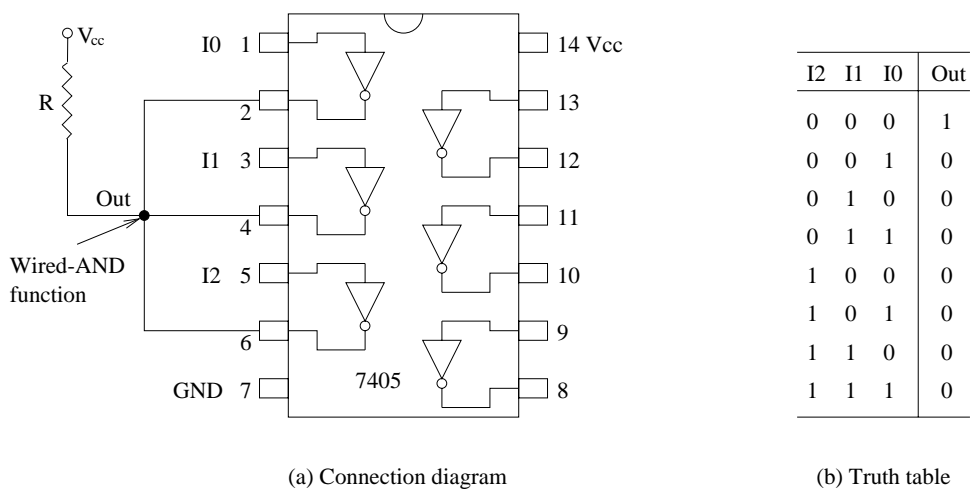 Vcc
R
Out
Wired-AND
function
I0 1
2
I1 3
4
I2 5
6
GND 7
7405
14 Vcc
13
12
11
10
9
8
(a) Connection diagram
I2 I1 I0 Out
0 0 0 1
0 0 1 0
0 1 0 0
0 1 1 0
1 0 0 0
1 0 1 0
1 1 0 0
1 1 1 0
(b) Truth table